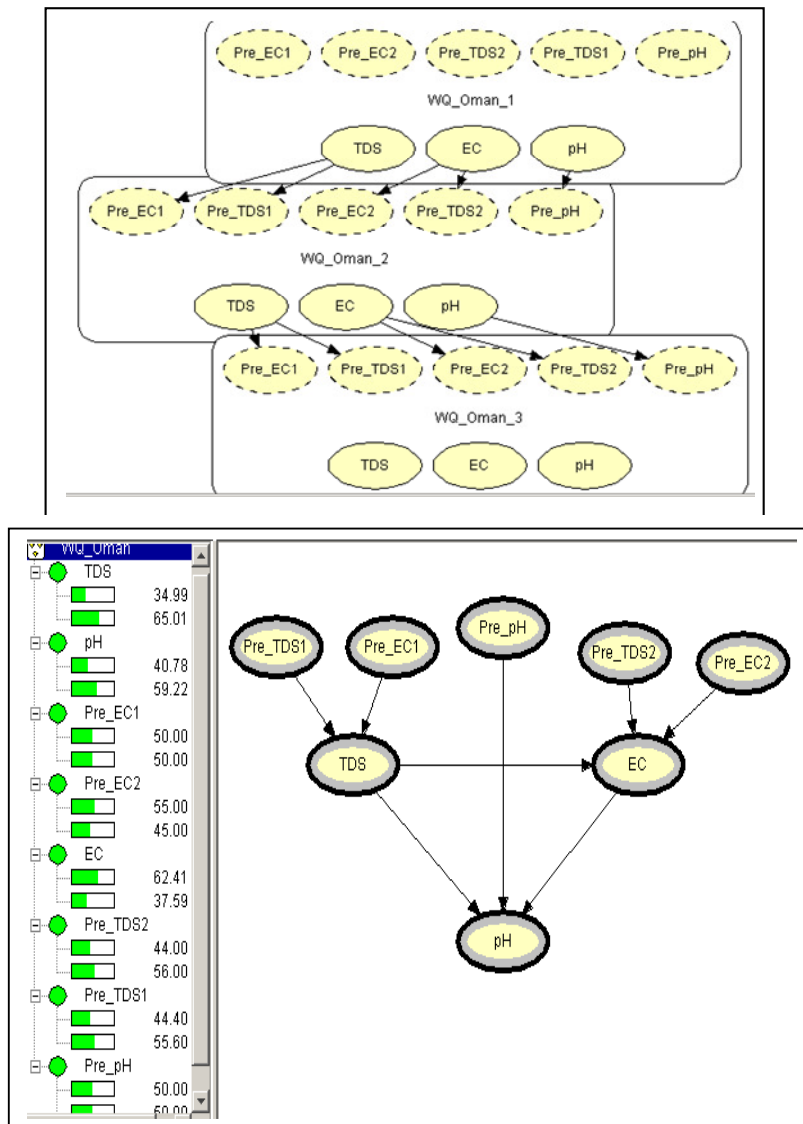 Pre_EC1 Pre_EC2 Pre_TDS2 Pre_TDS1 Pre_pH
WQ_Oman_1
TDS EC pH
Pre_EC1 Pre_TDS1 Pre_EC2 Pre_TDS2 Pre_pH
WQ_Oman_2
TDS EC pH
Pre_EC1 Pre_TDS1 Pre_EC2 Pre_TDS2 Pre_pH
WQ_Oman_3
TDS EC pH
WQ_Oman
TDS
34.99
65.01
pH
40.78
59.22
Pre_EC1
50.00
50.00
Pre_EC2
55.00
45.00
EC
62.41
37.59
Pre_TDS2
44.00
56.00
Pre_TDS1
44.40
55.60
Pre_pH
50.00
50.00
Pre_TDS1 Pre_EC1 Pre_pH Pre_TDS2 Pre_EC2
TDS EC
pH